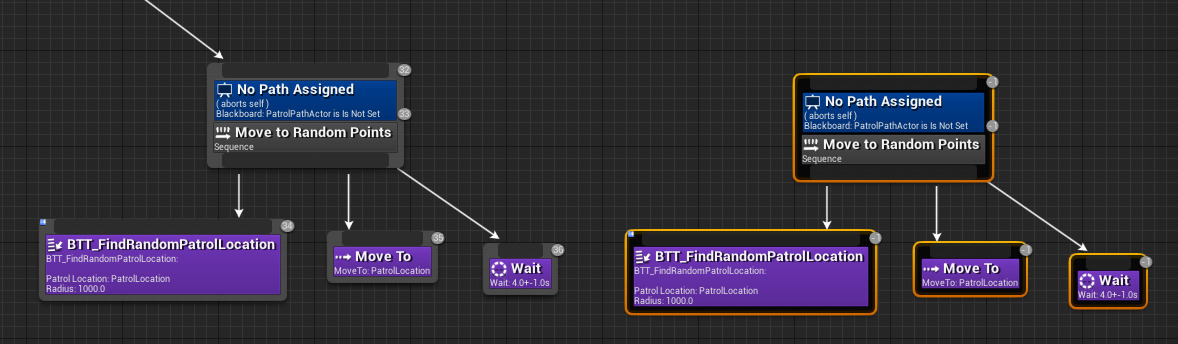 32
No Path Assigned
( aborts self )
Blackboard: PatrolPathActor is Is Not Set
33
Move to Random Points
Sequence
34
BTT_FindRandomPatrolLocation
BTT_FindRandomPatrolLocation:
Patrol Location: PatrolLocation
Radius: 1000.0
35
Move To
MoveTo: PatrolLocation
36
Wait
Wait: 4.0+-1.0s
-1
No Path Assigned
( aborts self )
Blackboard: PatrolPathActor is Is Not Set
-1
Move to Random Points
Sequence
-1
BTT_FindRandomPatrolLocation
BTT_FindRandomPatrolLocation:
Patrol Location: PatrolLocation
Radius: 1000.0
-1
Move To
MoveTo: PatrolLocation
-1
Wait
Wait: 4.0+-1.0s